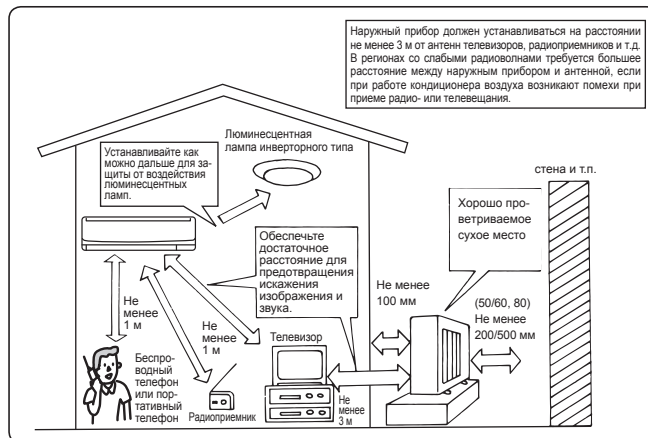 Наружный прибор должен устанавливаться на расстоянии
не менее 3 м от антенн телевизоров, радиоприемников и т.д.
В регионах со слабыми радиоволнами требуется большее
расстояние между наружным прибором и антенной, если
при работе кондиционера воздуха возникают помехи при
приеме радио- или телевещания.
Люминесцентная
лампа инверторного типа
Устанавливайте как
можно дальше для за-
щиты от воздействия
люминесцентных
ламп.
стена и т.п.
Хорошо про-
ветриваемое
сухое место
Обеспечьте
достаточное
расстояние для
предотвращения
искажения
изображения и
звука.
Не менее
100 мм
(50/60, 80)
Не менее
200/500 мм
Не
менее
1 м
Не
менее
1 м
Телевизор
Беспро-
водный
телефон
или пор-
тативный
телефон
Радиоприемник
Не
менее
3 м